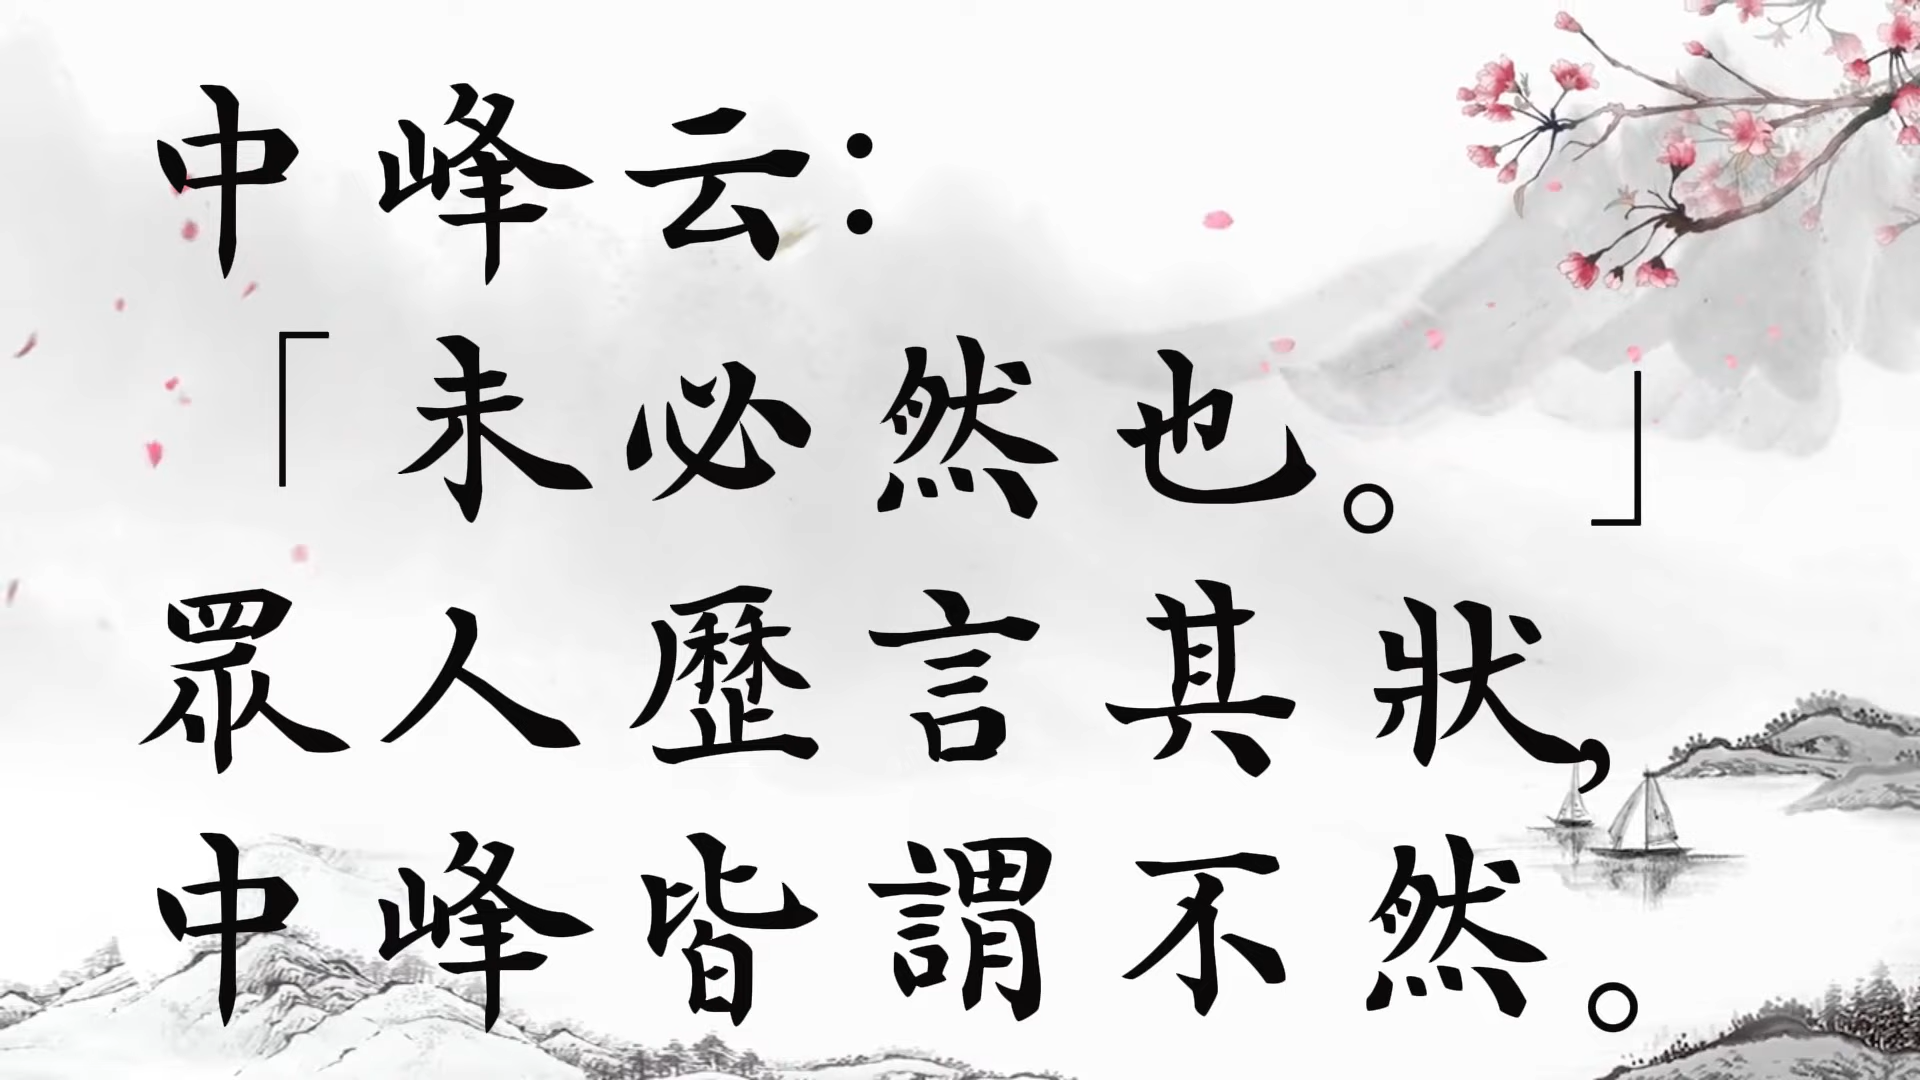 中峰云：
「未必然也。」
眾人歷言其狀，
中峰皆謂不然。